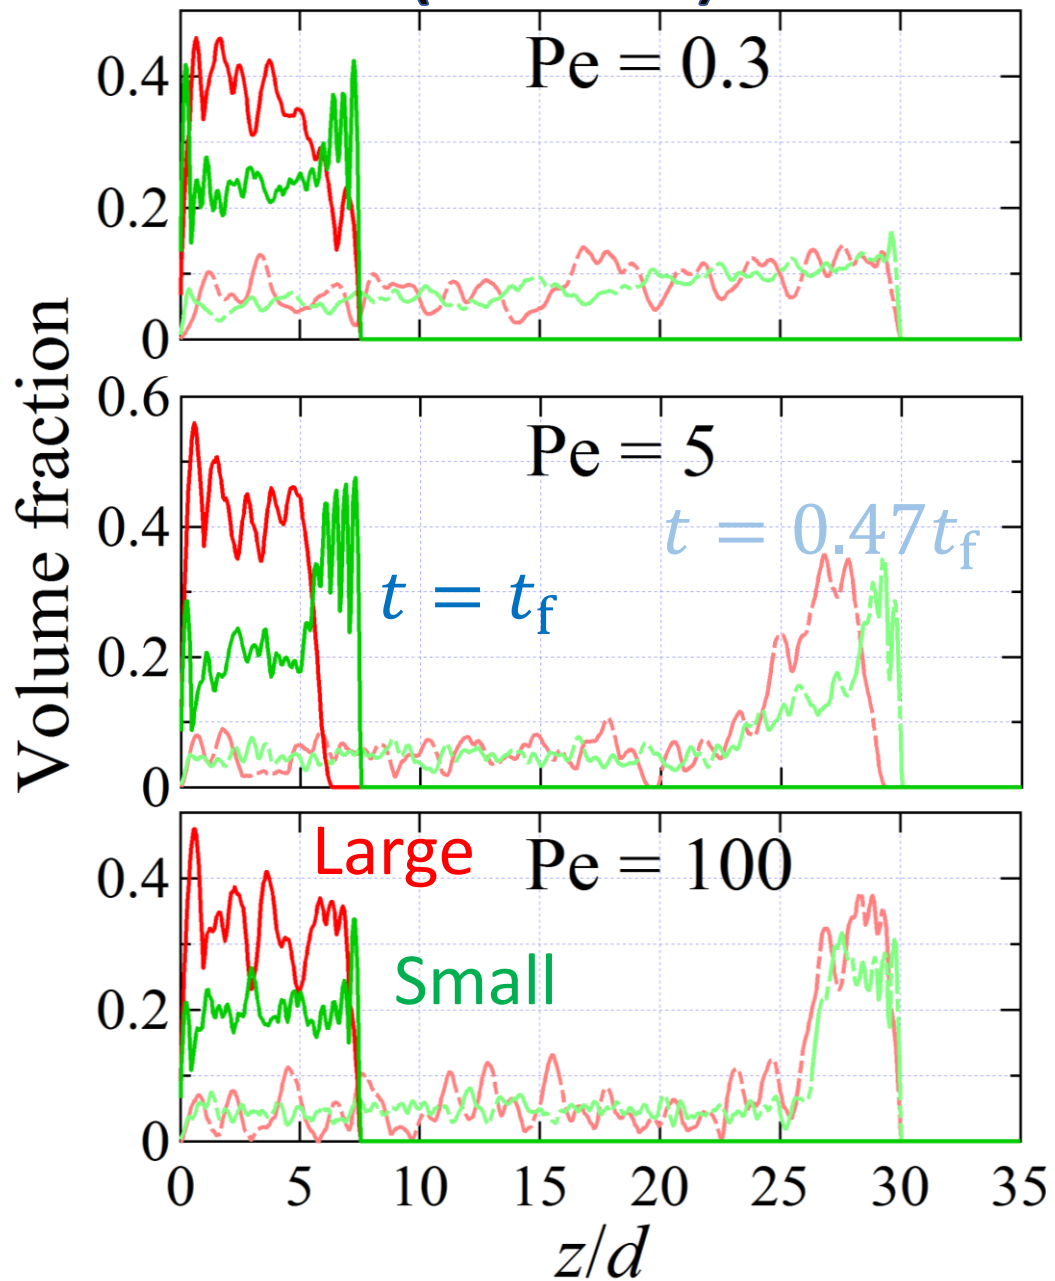 Pe = 0.3
0.4
0.2
0
Volume fraction
0.6
Pe = 5
0.4
t = 0.47t_f
t = t_f
0.2
0
Large
Pe = 100
0.4
Small
0.2
0
0 5 10 15 20 25 30 35
z/d